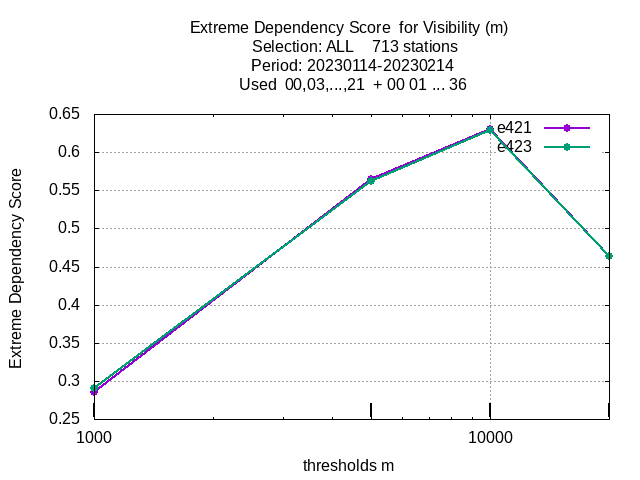 Extreme Dependency Score  for Visibility (m)
Selection: ALL    713 stations
Period: 20230114-20230214
Used  00,03,...,21  + 00 01 ... 36
0.65
0.6
0.55
0.5
0.45
0.4
0.35
0.3
0.25
Extreme Dependency Score
e421
e423
1000
10000
thresholds m